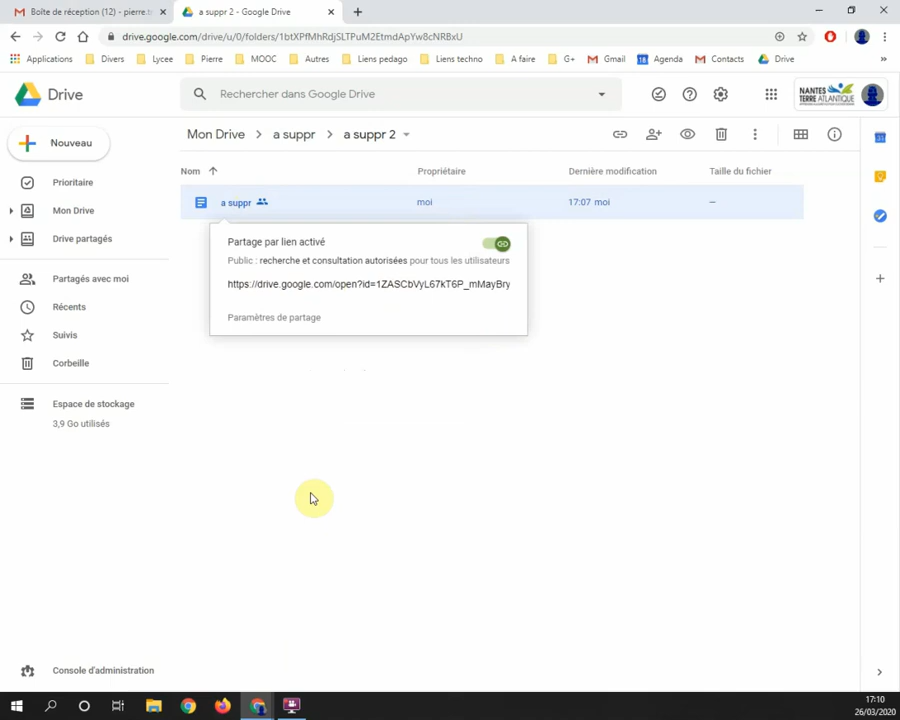 Boîte de réception (12) - pierre.t
a suppr 2 - Google Drive
drive.google.com/drive/u/0/folders/1btXPfMhRdjSLTPuM2EtmdApYw8cNRBxU
Applications
Divers
Lycee
Pierre
MOOC
Autres
Liens pedago
Liens techno
A faire
G+
Gmail
Agenda
Contacts
Drive
Drive
Rechercher dans Google Drive
NANTES
TERRE ATLANTIQUE
Nouveau
Mon Drive > a suppr > a suppr 2
Nom
Propriétaire
Dernière modification
Taille du fichier
a suppr
moi
17:07 moi
—
Prioritaire
Mon Drive
Drive partagés
Partagés avec moi
Récents
Suivis
Corbeille
Espace de stockage
3,9 Go utilisés
Partage par lien activé
Public : recherche et consultation autorisées pour tous les utilisateurs
https://drive.google.com/open?id=1ZASCbVyL67kT6P_mMayBry
Paramètres de partage
Console d'administration
17:10
26/03/2020